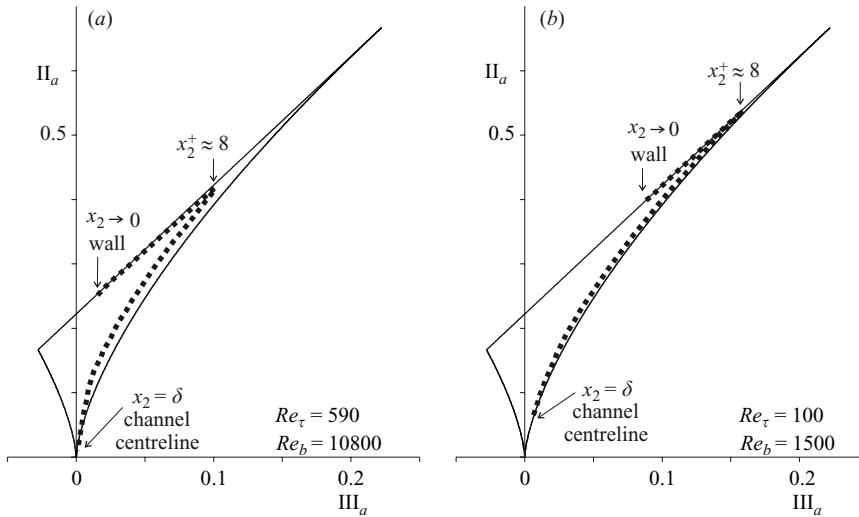 (a)
II_a
x_2^+ ≈ 8
0.5
x_2 → 0
wall
x_2 = δ
channel
centreline
Re_τ = 590
Re_b = 10800
0
0.1
0.2
III_a
(b)
II_a
x_2^+ ≈ 8
0.5
x_2 → 0
wall
x_2 = δ
channel
centreline
Re_τ = 100
Re_b = 1500
0
0.1
0.2
III_a